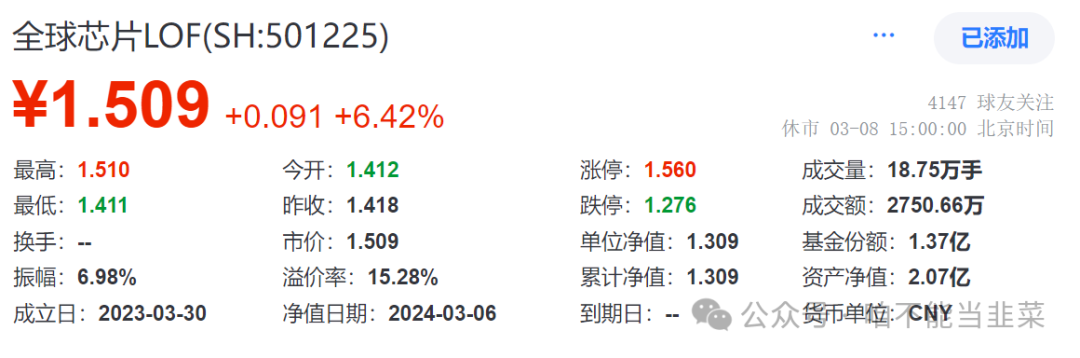 全球芯片LOF(SH:501225)
··· 已添加
¥1.509 +0.091 +6.42%
4147 球友关注
休市 03-08 15:00:00 北京时间
最高：1.510 今开：1.412 涨停：1.560 成交量：18.75万手
最低：1.411 昨收：1.418 跌停：1.276 成交额：2750.66万
换手：-- 市价：1.509 单位净值：1.309 基金份额：1.37亿
振幅：6.98% 溢价率：15.28% 累计净值：1.309 资产净值：2.07亿
成立日：2023-03-30 净值日期：2024-03-06 到期日：-- 货币单位：CNY
公众号·咱不能当韭菜